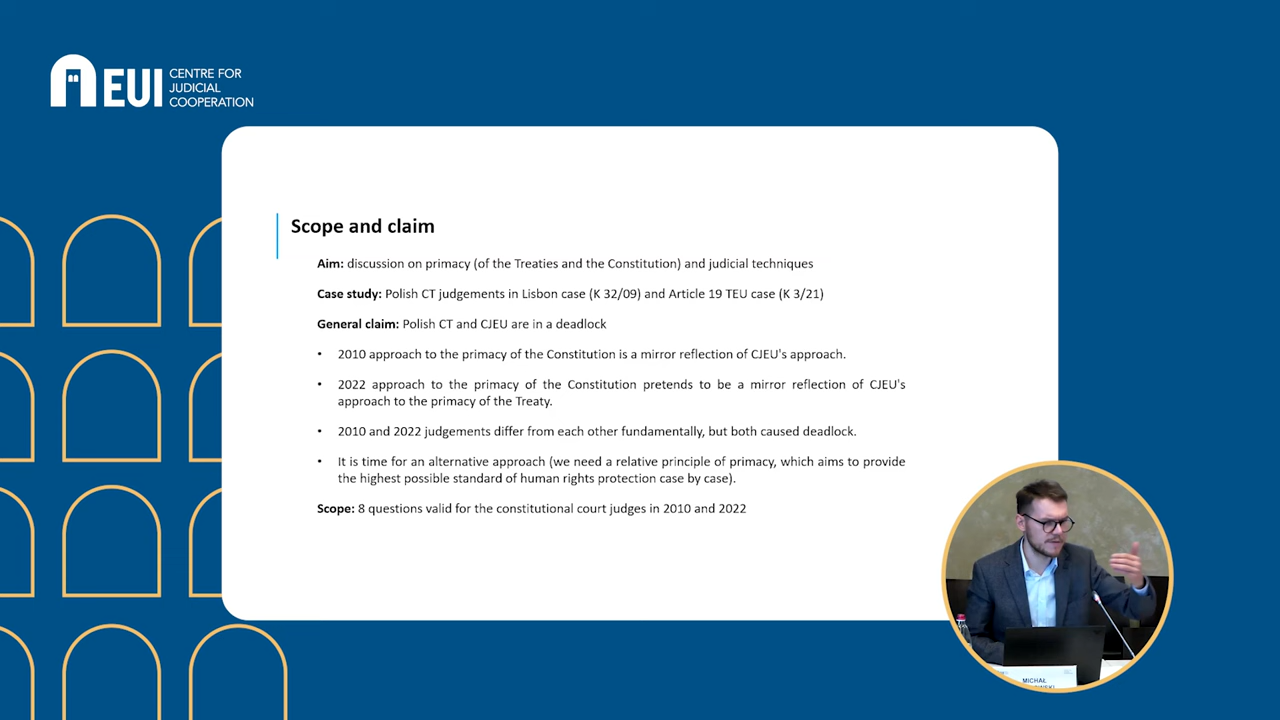 EUI
CENTRE FOR
JUDICIAL
COOPERATION
Scope and claim
Aim: discussion on primacy (of the Treaties and the Constitution) and judicial techniques
Case study: Polish CT judgements in Lisbon case (K 32/09) and Article 19 TEU case (K 3/21)
General claim: Polish CT and CJEU are in a deadlock
• 2010 approach to the primacy of the Constitution is a mirror reflection of CJEU's approach.
• 2022 approach to the primacy of the Constitution pretends to be a mirror reflection of CJEU's
approach to the primacy of the Treaty.
• 2010 and 2022 judgements differ from each other fundamentally, but both caused deadlock.
• It is time for an alternative approach (we need a relative principle of primacy, which aims to provide
the highest possible standard of human rights protection case by case).
Scope: 8 questions valid for the constitutional court judges in 2010 and 2022
MICHAŁ